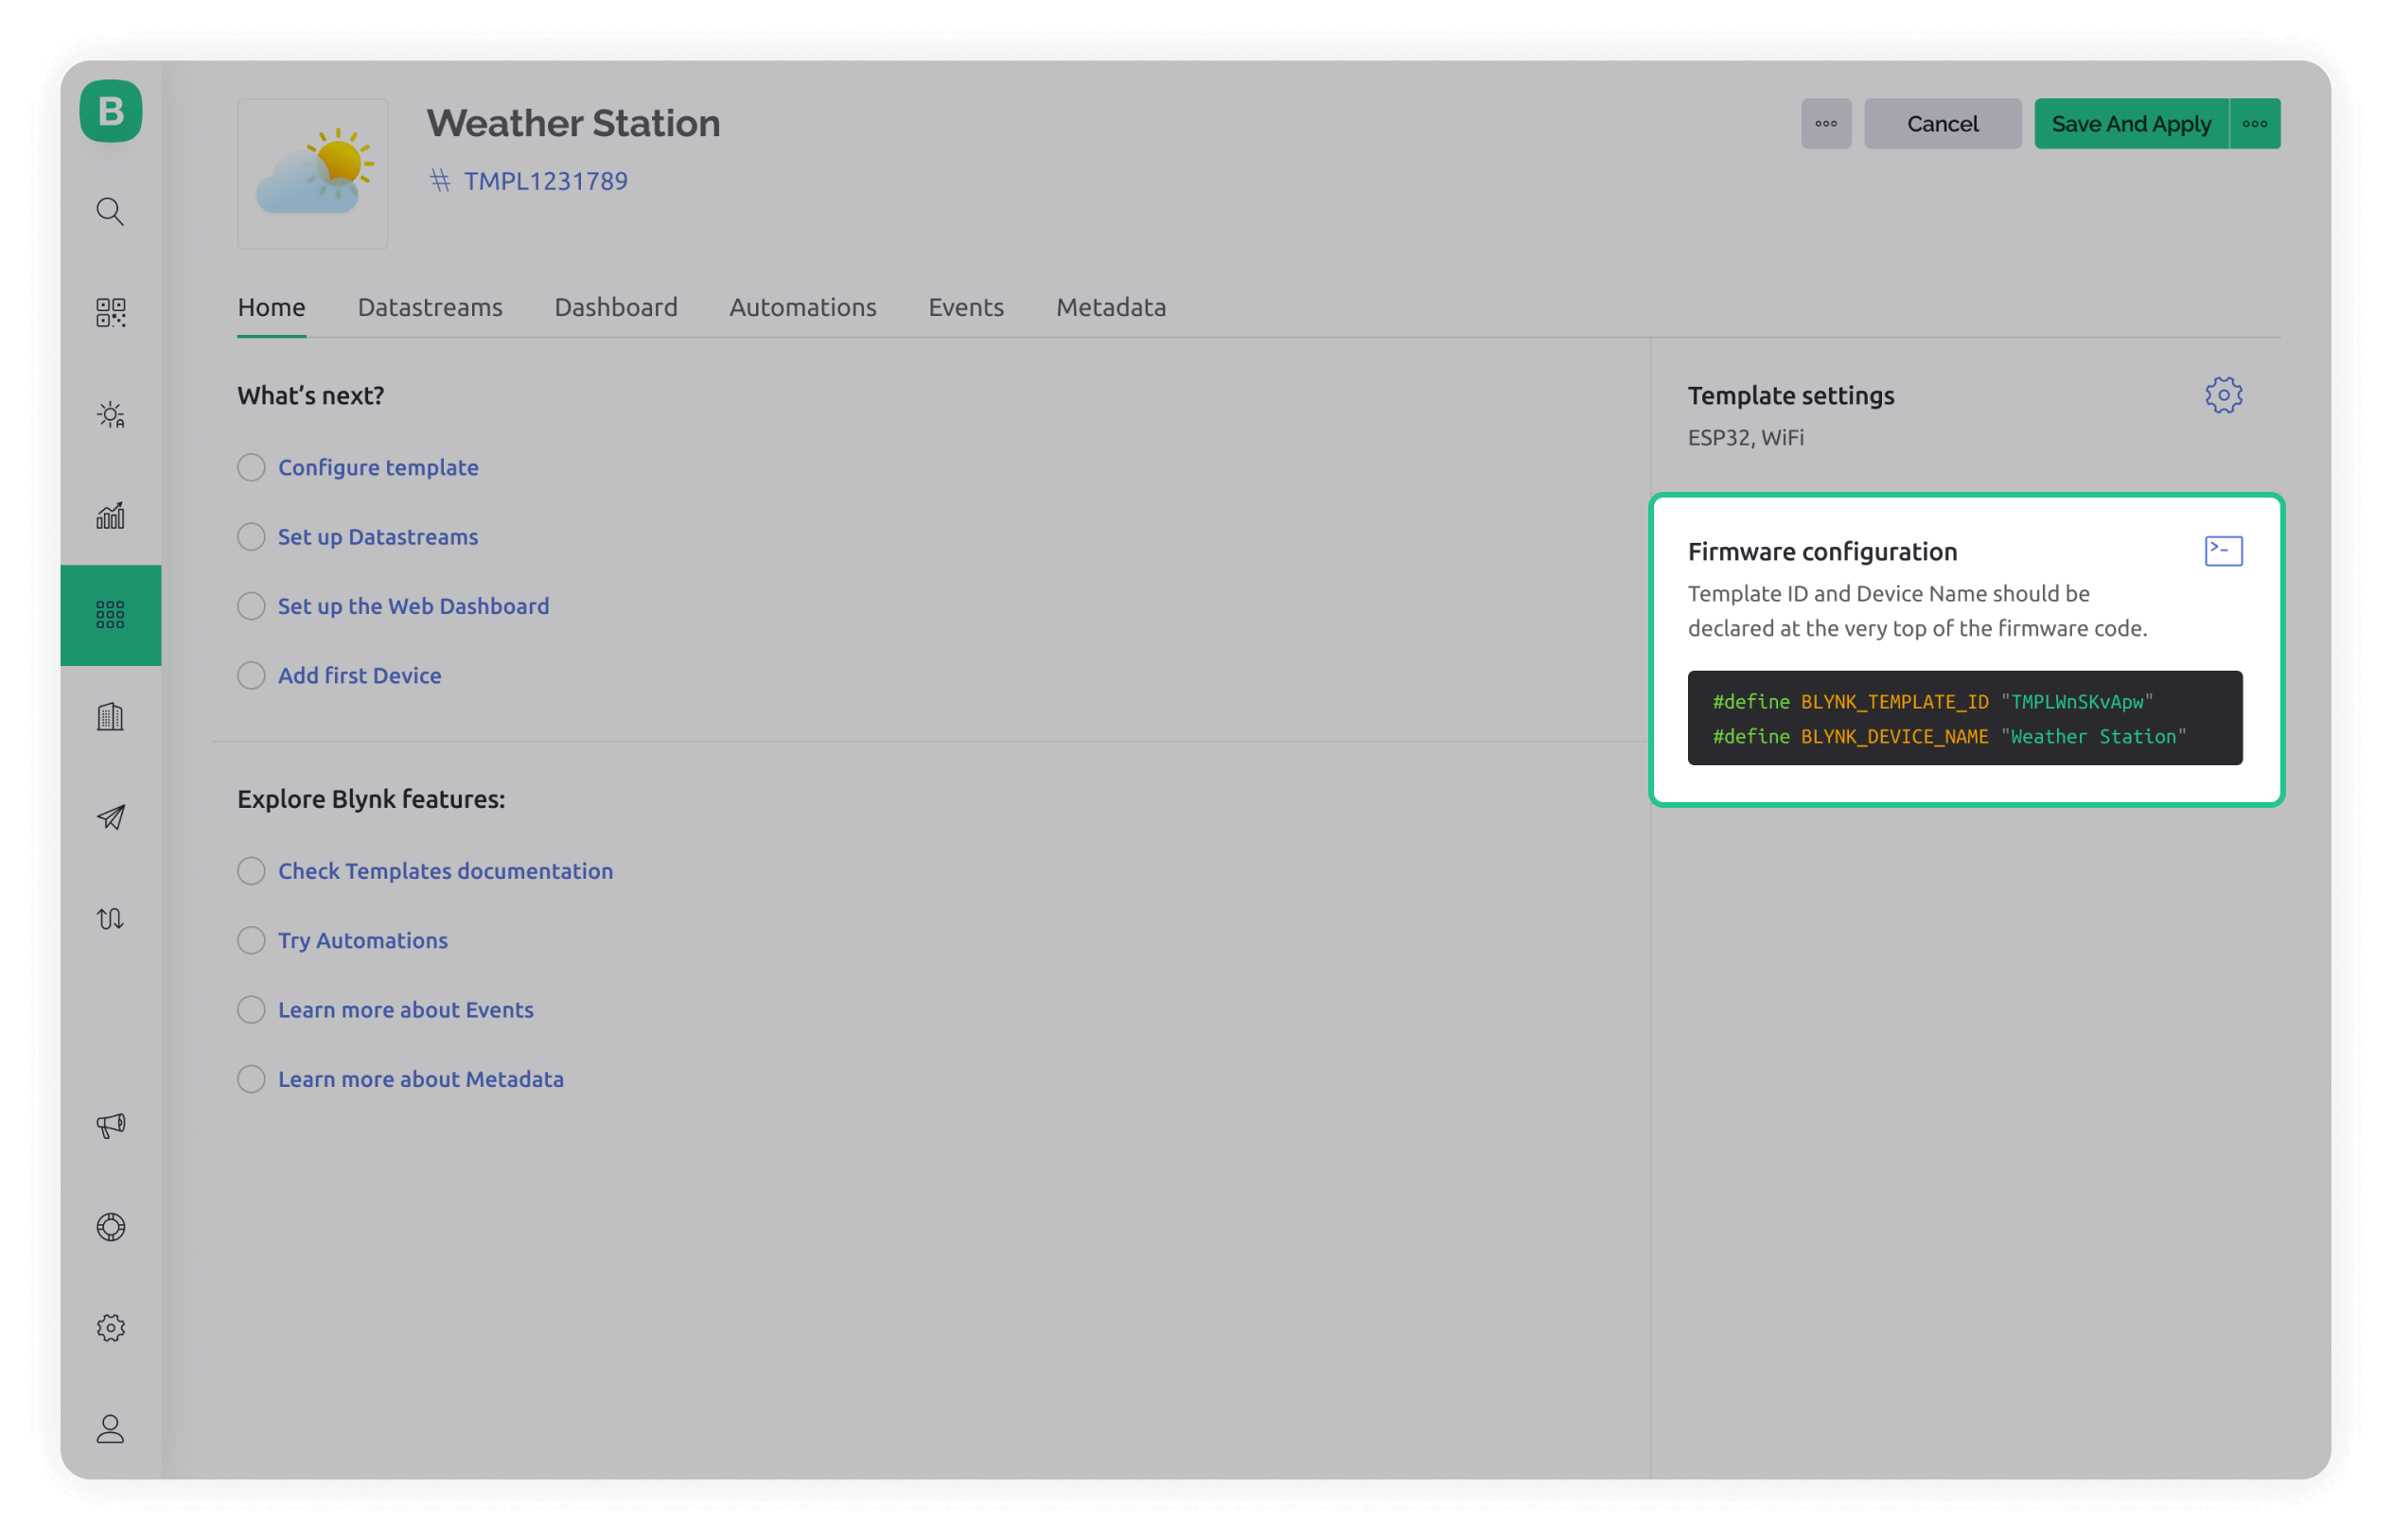 B
Weather Station
# TMPL1231789
Cancel
Save And Apply
Home Datastreams Dashboard Automations Events Metadata
What’s next?
Configure template
Set up Datastreams
Set up the Web Dashboard
Add first Device
Explore Blynk features:
Check Templates documentation
Try Automations
Learn more about Events
Learn more about Metadata
Template settings
ESP32, WiFi
Firmware configuration
Template ID and Device Name should be
declared at the very top of the firmware code.
#define BLYNK_TEMPLATE_ID "TMPLWnSKvApw"
#define BLYNK_DEVICE_NAME "Weather Station"